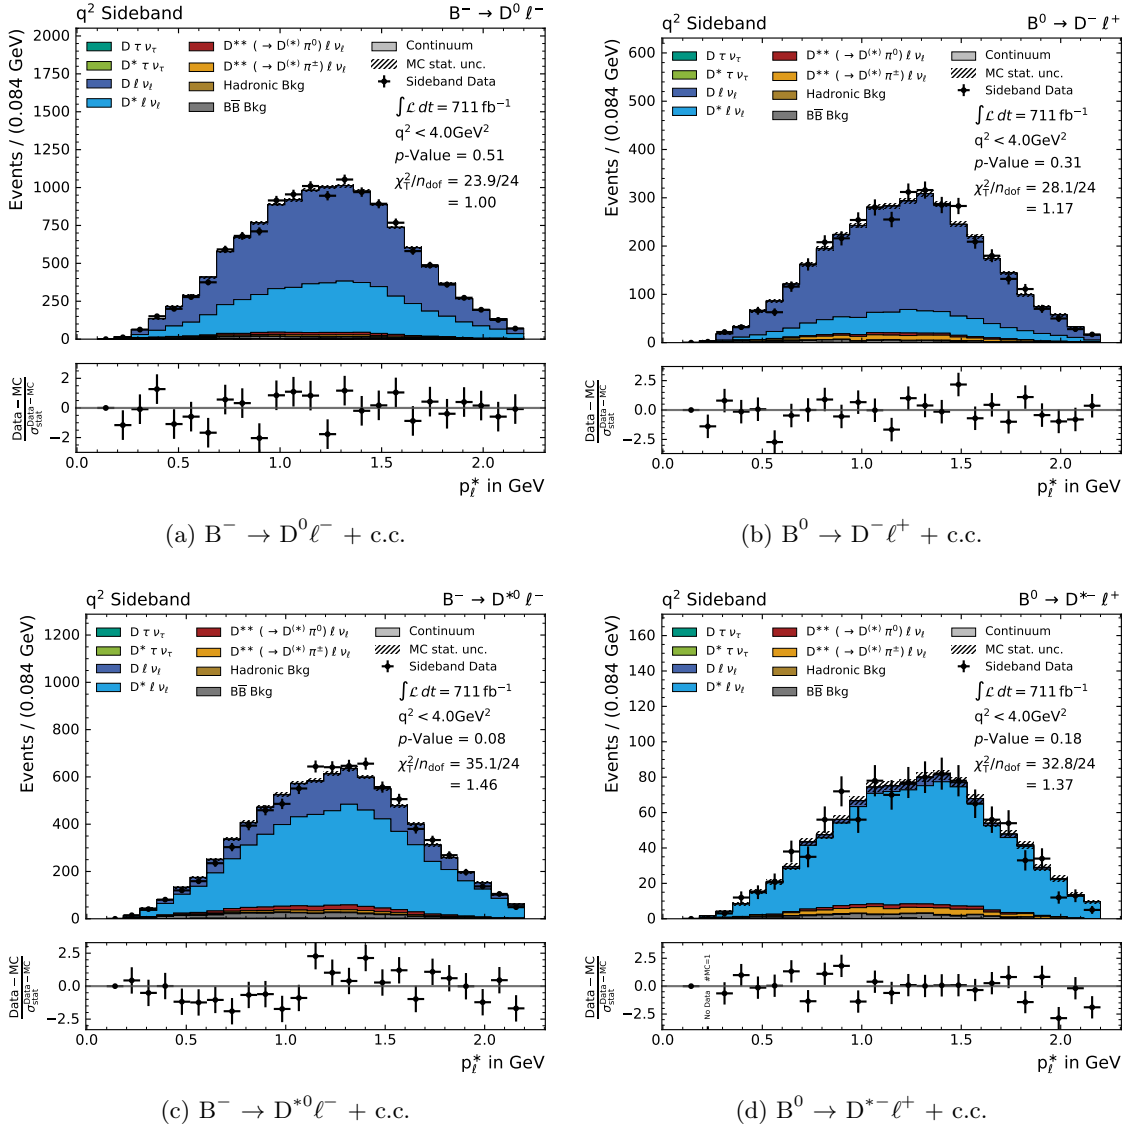 q² Sideband B⁻ → D⁰ ℓ⁻
D τ ν_τ
D* τ ν_τ
D ℓ ν_ℓ
D* ℓ ν_ℓ
D** (→ D⁽*⁾ π⁰) ℓ ν_ℓ
D** (→ D⁽*⁾ π^±) ℓ ν_ℓ
Hadronic Bkg
BB̅ Bkg
Continuum
MC stat. unc.
Sideband Data
∫ℒ dt = 711 fb⁻¹
q² < 4.0GeV²
p-Value = 0.51
χ²_T/n_dof = 23.9/24
= 1.00
Events / (0.084 GeV)
2000
1750
1500
1250
1000
750
500
250
0
Data − MC
σ_stat^{Data − MC}
2
0
−2
0.0 0.5 1.0 1.5 2.0
p*_ℓ in GeV
(a) B⁻ → D⁰ℓ⁻ + c.c.
q² Sideband B⁰ → D⁻ ℓ⁺
D τ ν_τ
D* τ ν_τ
D ℓ ν_ℓ
D* ℓ ν_ℓ
D** (→ D⁽*⁾ π⁰) ℓ ν_ℓ
D** (→ D⁽*⁾ π^±) ℓ ν_ℓ
Hadronic Bkg
BB̅ Bkg
Continuum
MC stat. unc.
Sideband Data
∫ℒ dt = 711 fb⁻¹
q² < 4.0GeV²
p-Value = 0.31
χ²_T/n_dof = 28.1/24
= 1.17
Events / (0.084 GeV)
600
500
400
300
200
100
0
Data − MC
σ_stat^{Data − MC}
2.5
0.0
−2.5
0.0 0.5 1.0 1.5 2.0
p*_ℓ in GeV
(b) B⁰ → D⁻ℓ⁺ + c.c.
q² Sideband B⁻ → D*⁰ ℓ⁻
D τ ν_τ
D* τ ν_τ
D ℓ ν_ℓ
D* ℓ ν_ℓ
D** (→ D⁽*⁾ π⁰) ℓ ν_ℓ
D** (→ D⁽*⁾ π^±) ℓ ν_ℓ
Hadronic Bkg
BB̅ Bkg
Continuum
MC stat. unc.
Sideband Data
∫ℒ dt = 711 fb⁻¹
q² < 4.0GeV²
p-Value = 0.08
χ²_T/n_dof = 35.1/24
= 1.46
Events / (0.084 GeV)
1200
1000
800
600
400
200
0
Data − MC
σ_stat^{Data − MC}
2.5
0.0
−2.5
0.0 0.5 1.0 1.5 2.0
p*_ℓ in GeV
(c) B⁻ → D*⁰ℓ⁻ + c.c.
q² Sideband B⁰ → D*⁻ ℓ⁺
D τ ν_τ
D* τ ν_τ
D ℓ ν_ℓ
D* ℓ ν_ℓ
D** (→ D⁽*⁾ π⁰) ℓ ν_ℓ
D** (→ D⁽*⁾ π^±) ℓ ν_ℓ
Hadronic Bkg
BB̅ Bkg
Continuum
MC stat. unc.
Sideband Data
∫ℒ dt = 711 fb⁻¹
q² < 4.0GeV²
p-Value = 0.18
χ²_T/n_dof = 32.8/24
= 1.37
Events / (0.084 GeV)
160
140
120
100
80
60
40
20
0
Data − MC
σ_stat^{Data − MC}
2.5
0.0
−2.5
No Data #MC=1
0.0 0.5 1.0 1.5 2.0
p*_ℓ in GeV
(d) B⁰ → D*⁻ℓ⁺ + c.c.